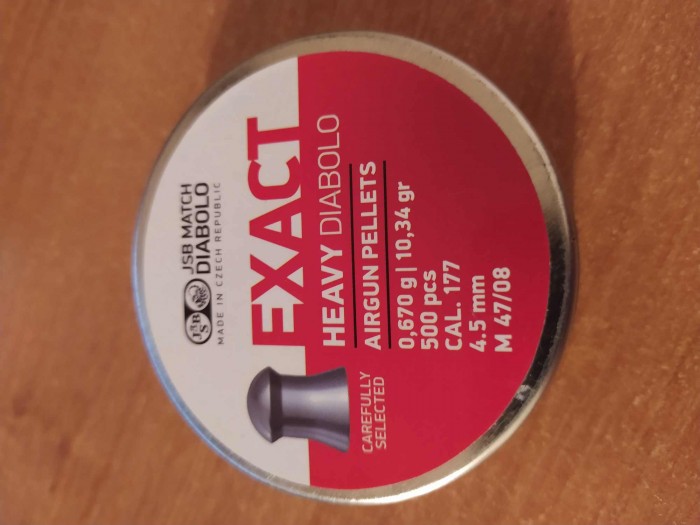 JSB
JSB MATCH
DIABOLO
MADE IN CZECH REPUBLIC
EXACT
HEAVY DIABOLO
AIRGUN PELLETS
0,670 g | 10,34 gr
500 pcs
CAL. 177
4.5 mm
M 47/08
CAREFULLY
SELECTED